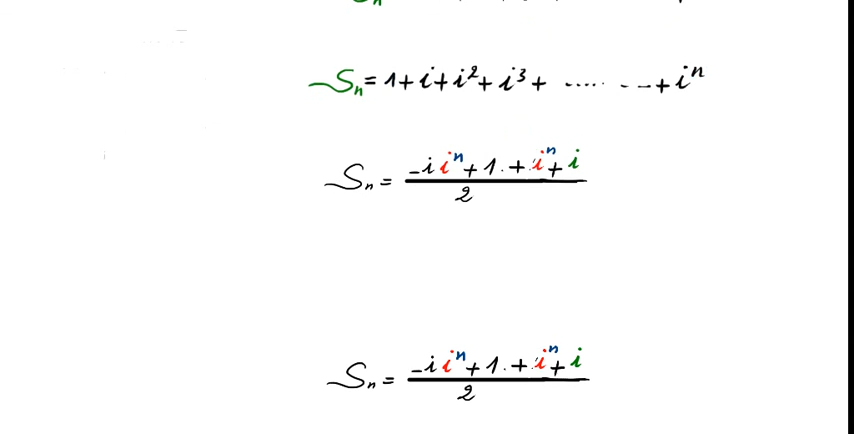 Sₙ = 1 + i + i² + i³ + ........ + iⁿ
Sₙ = (-i iⁿ + 1 . + iⁿ + i) / 2
Sₙ = (-i iⁿ + 1 . + iⁿ + i) / 2